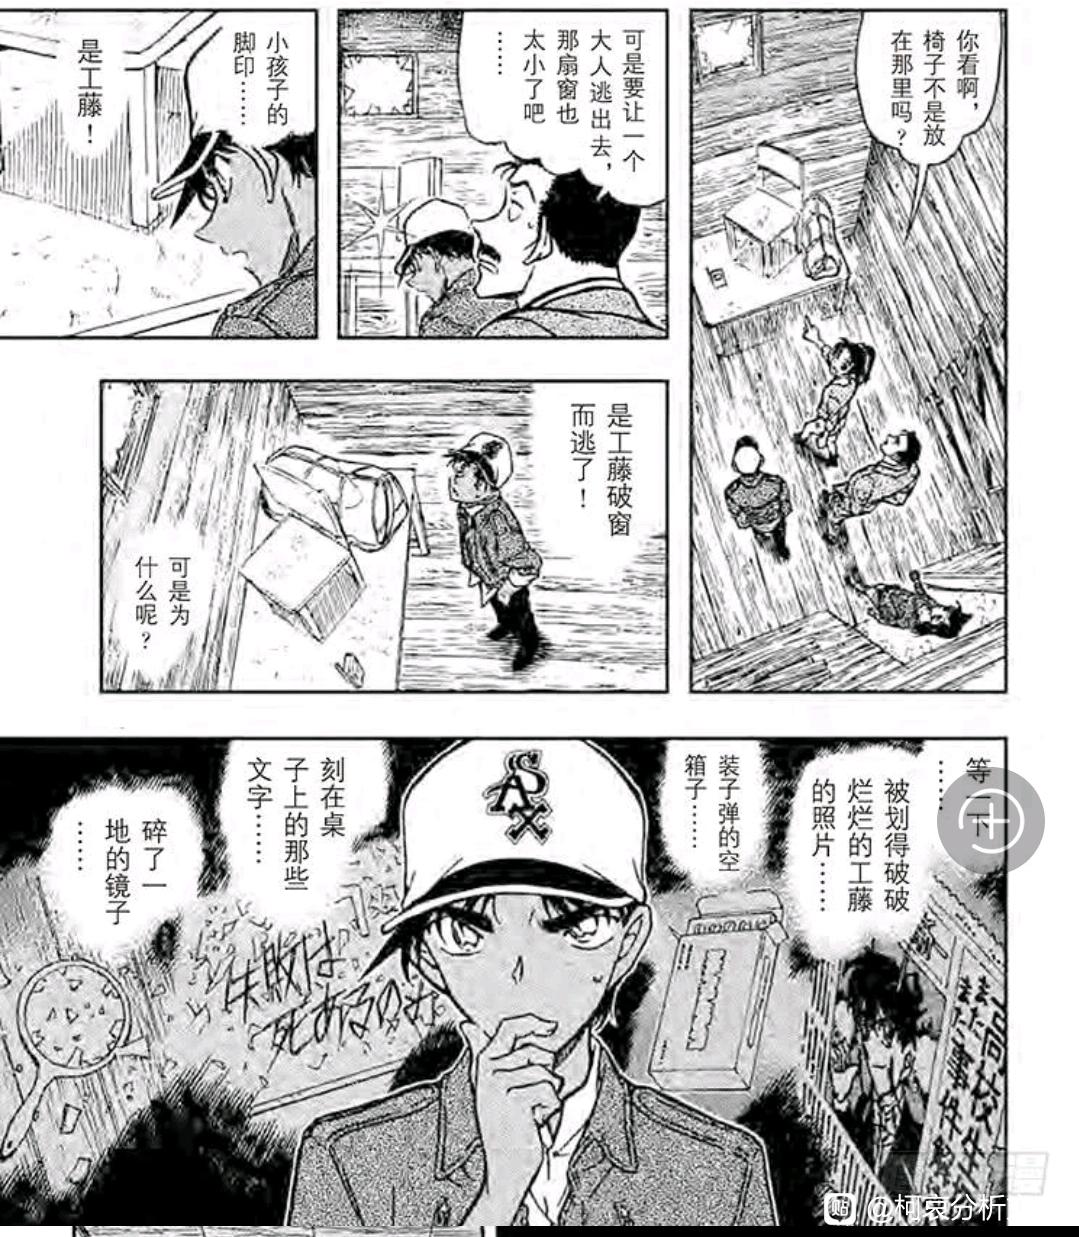 你看啊，
椅子不是放
在那里吗？
可是要让一个
大人逃出去，
那扇窗也
太小了吧
……
小孩子的
脚印……
是工藤！
是工藤破窗
而逃了！
可是为
什么呢？
等一下
……
被划得破破
烂烂的工藤
的照片……
装子弹的空
箱子……
刻在桌
子上的那些
文字……
碎了一
地的镜子
……
SAX
失敗は
死あるのみ
事件
贴 @柯哀分析